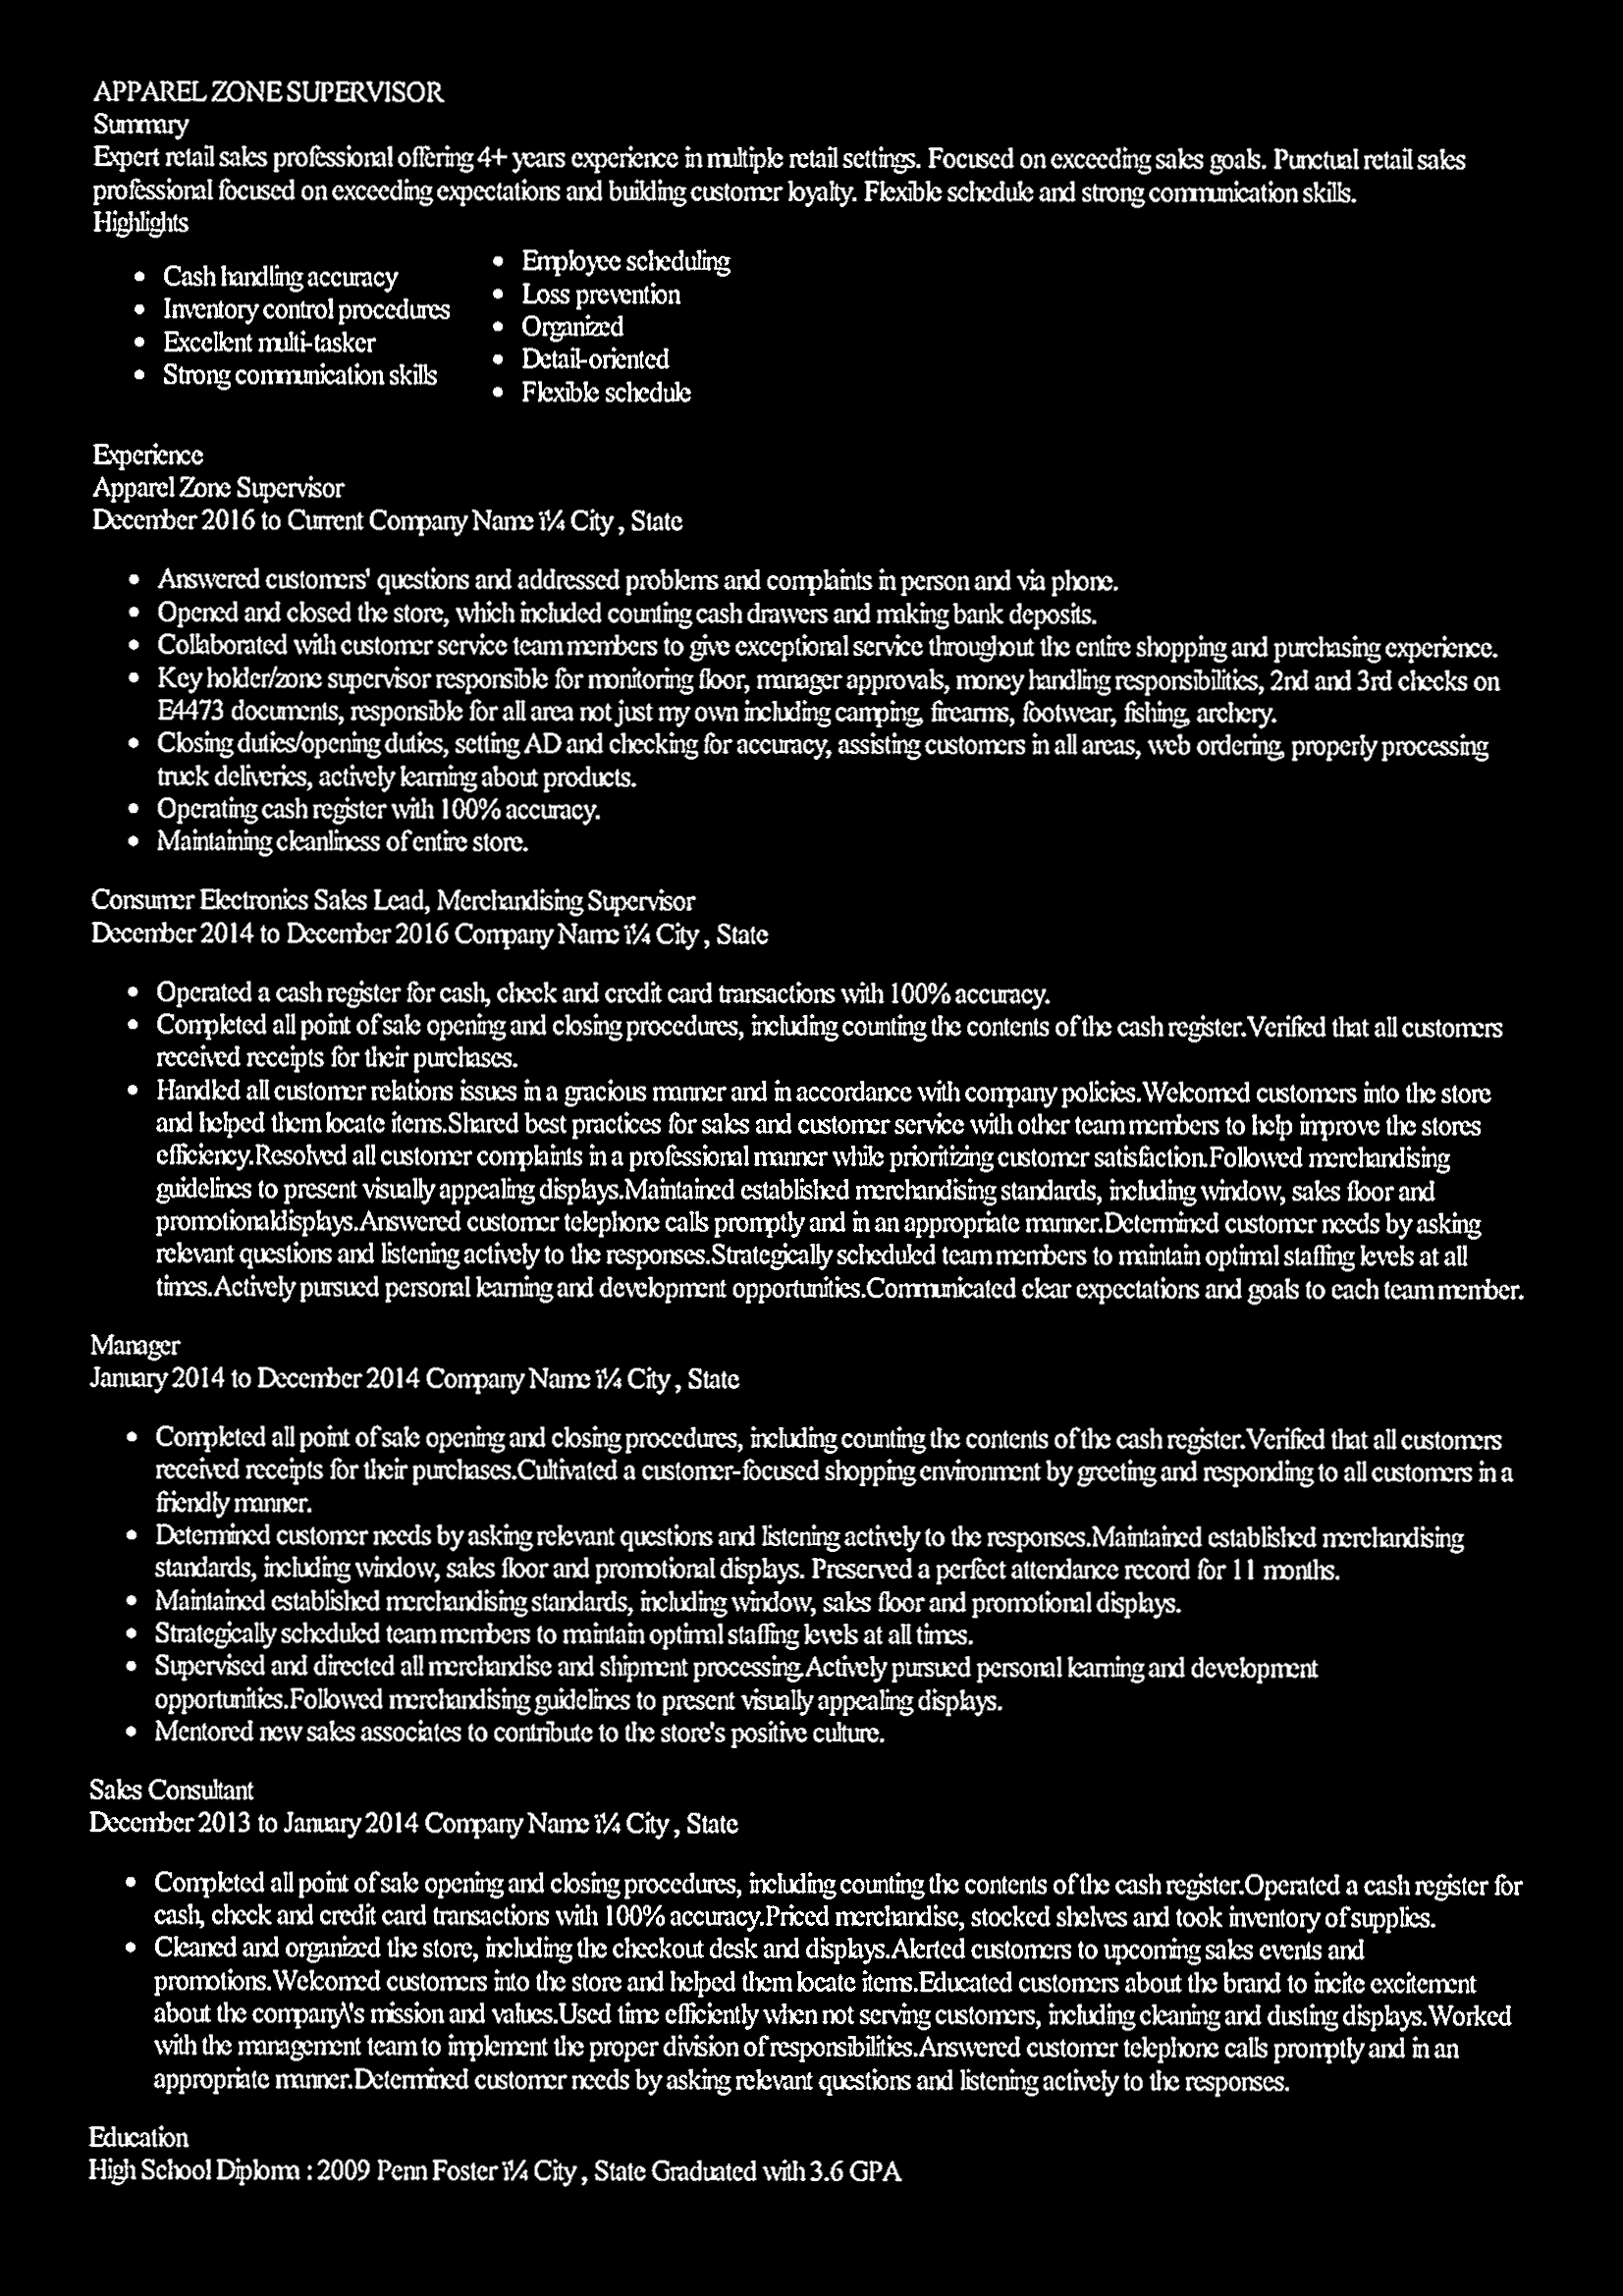 APPAREL ZONE SUPERVISOR
Summary
Expert retail sales professional offering 4+ years experience in multiple retail settings. Focused on exceeding sales goals. Punctual retail sales
professional focused on exceeding expectations and building customer loyalty. Flexible schedule and strong communication skills.
Highlights
• Cash handling accuracy
• Inventory control procedures
• Excellent multi-tasker
• Strong communication skills
• Employee scheduling
• Loss prevention
• Organized
• Detail-oriented
• Flexible schedule
Experience
Apparel Zone Supervisor
December 2016 to Current Company Name ï¼ City , State
• Answered customers' questions and addressed problems and complaints in person and via phone.
• Opened and closed the store, which included counting cash drawers and making bank deposits.
• Collaborated with customer service team members to give exceptional service throughout the entire shopping and purchasing experience.
• Key holder/zone supervisor responsible for monitoring floor, manager approvals, money handling responsibilities, 2nd and 3rd checks on
E4473 documents, responsible for all area not just my own including camping, firearms, footwear, fishing, archery.
• Closing duties/opening duties, setting AD and checking for accuracy, assisting customers in all areas, web ordering, properly processing
truck deliveries, actively learning about products.
• Operating cash register with 100% accuracy.
• Maintaining cleanliness of entire store.
Consumer Electronics Sales Lead, Merchandising Supervisor
December 2014 to December 2016 Company Name ï¼ City , State
• Operated a cash register for cash, check and credit card transactions with 100% accuracy.
• Completed all point of sale opening and closing procedures, including counting the contents of the cash register.Verified that all customers
received receipts for their purchases.
• Handled all customer relations issues in a gracious manner and in accordance with company policies.Welcomed customers into the store
and helped them locate items.Shared best practices for sales and customer service with other team members to help improve the stores
efficiency.Resolved all customer complaints in a professional manner while prioritizing customer satisfaction.Followed merchandising
guidelines to present visually appealing displays.Maintained established merchandising standards, including window, sales floor and
promotionaldisplays.Answered customer telephone calls promptly and in an appropriate manner.Determined customer needs by asking
relevant questions and listening actively to the responses.Strategically scheduled team members to maintain optimal staffing levels at all
times.Actively pursued personal learning and development opportunities.Communicated clear expectations and goals to each team member.
Manager
January 2014 to December 2014 Company Name ï¼ City , State
• Completed all point of sale opening and closing procedures, including counting the contents of the cash register.Verified that all customers
received receipts for their purchases.Cultivated a customer-focused shopping environment by greeting and responding to all customers in a
friendly manner.
• Determined customer needs by asking relevant questions and listening actively to the responses.Maintained established merchandising
standards, including window, sales floor and promotional displays. Preserved a perfect attendance record for 11 months.
• Maintained established merchandising standards, including window, sales floor and promotional displays.
• Strategically scheduled team members to maintain optimal staffing levels at all times.
• Supervised and directed all merchandise and shipment processing.Actively pursued personal learning and development
opportunities.Followed merchandising guidelines to present visually appealing displays.
• Mentored new sales associates to contribute to the store's positive culture.
Sales Consultant
December 2013 to January 2014 Company Name ï¼ City , State
• Completed all point of sale opening and closing procedures, including counting the contents of the cash register.Operated a cash register for
cash, check and credit card transactions with 100% accuracy.Priced merchandise, stocked shelves and took inventory of supplies.
• Cleaned and organized the store, including the checkout desk and displays.Alerted customers to upcoming sales events and
promotions.Welcomed customers into the store and helped them locate items.Educated customers about the brand to incite excitement
about the company\'s mission and values.Used time efficiently when not serving customers, including cleaning and dusting displays.Worked
with the management team to implement the proper division of responsibilities.Answered customer telephone calls promptly and in an
appropriate manner.Determined customer needs by asking relevant questions and listening actively to the responses.
Education
High School Diploma : 2009 Penn Foster ï¼ City , State Graduated with 3.6 GPA